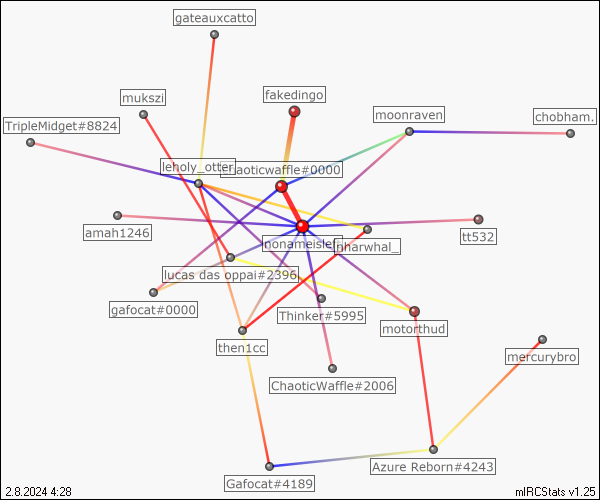 gateauxcatto
fakedingo
mukszi
moonraven
chobham.
TripleMidget#8824
leholy_otter
chaoticwaffle#0000
amah1246
tt532
nonameisleft
nharwhal_
lucas das oppai#2396
gafocat#0000
Thinker#5995
motorthud
then1cc
mercurybro
ChaoticWaffle#2006
Azure Reborn#4243
Gafocat#4189
2.8.2024 4:28
mIRCStats v1.25